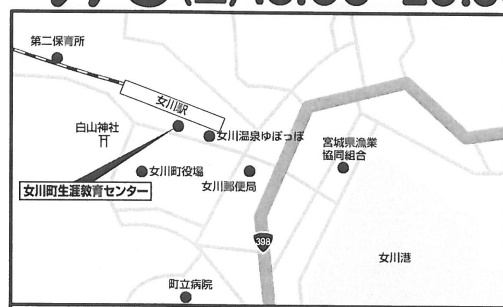 第二保育所
女川駅
白山神社
女川温泉ゆぽっぽ
宮城県漁業
協同組合
女川町役場
女川郵便局
女川町生涯教育センター
398
女川港
町立病院